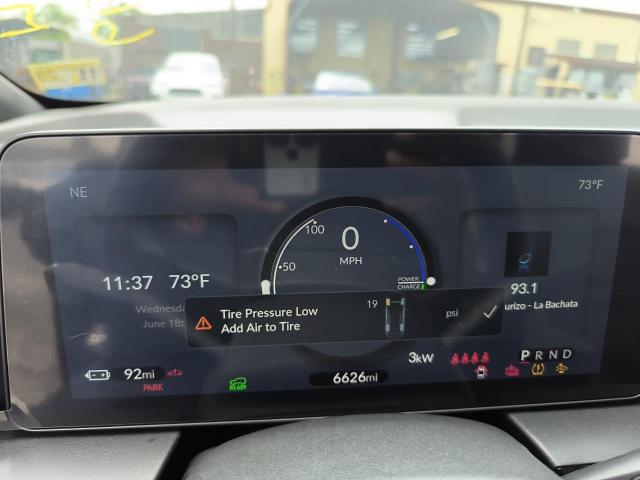 NE
73°F
100
0
MPH
50
POWER
CHARGE
11:37 73°F
Wednesda
June 18t
93.1
urizo - La Bachata
Tire Pressure Low
Add Air to Tire
19
psi
3kW
P R N D
92mi
PARK
READY
6626mi